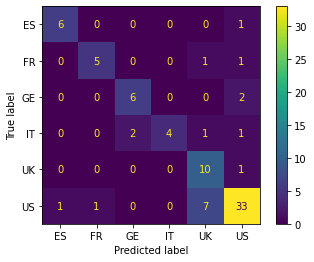 ES 6 0 0 0 0 1
FR 0 5 0 0 1 1
GE 0 0 6 0 0 2
IT 0 0 2 4 1 1
UK 0 0 0 0 10 1
US 1 1 0 0 7 33
ES FR GE IT UK US
Predicted label
True label
30
25
20
15
10
5
0